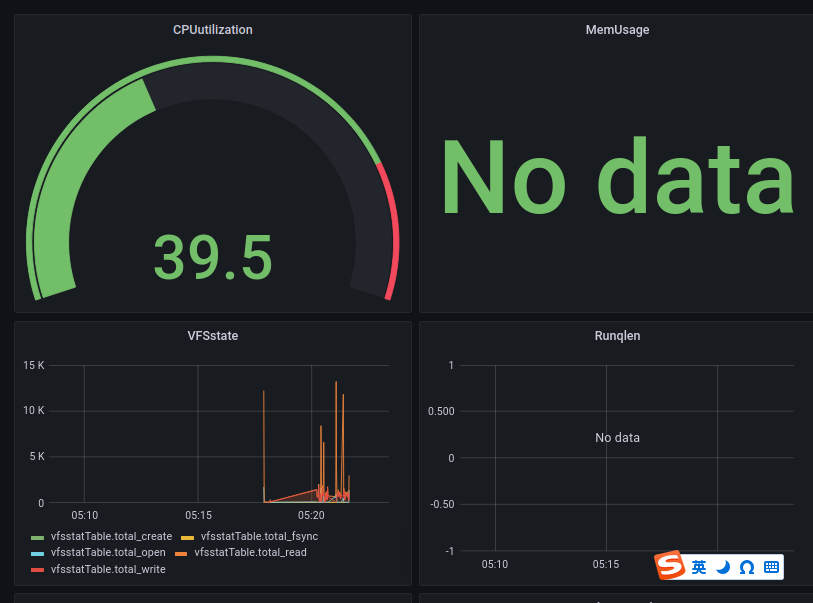 CPUutilization
39.5
MemUsage
No data
VFSstate
15 K
10 K
5 K
0
05:10
05:15
05:20
vfsstatTable.total_create
vfsstatTable.total_fsync
vfsstatTable.total_open
vfsstatTable.total_read
vfsstatTable.total_write
Runqlen
1
0.500
0
-0.50
-1
No data
05:10
05:15
S 英